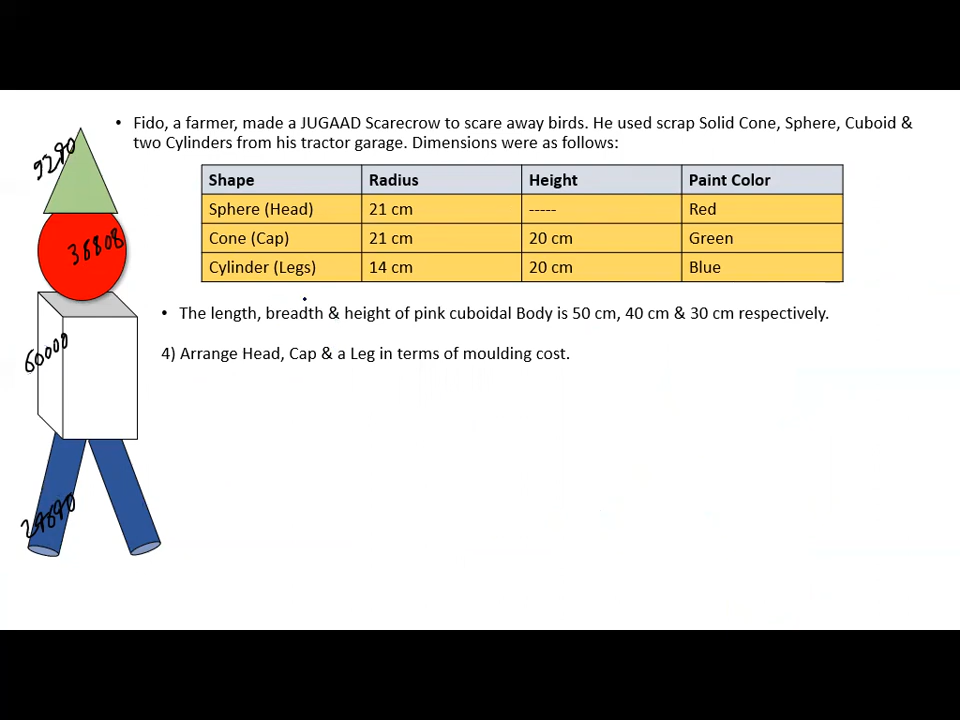 • Fido, a farmer, made a JUGAAD Scarecrow to scare away birds. He used scrap Solid Cone, Sphere, Cuboid &
two Cylinders from his tractor garage. Dimensions were as follows:
Shape Radius Height Paint Color
Sphere (Head) 21 cm ----- Red
Cone (Cap) 21 cm 20 cm Green
Cylinder (Legs) 14 cm 20 cm Blue
• The length, breadth & height of pink cuboidal Body is 50 cm, 40 cm & 30 cm respectively.
4) Arrange Head, Cap & a Leg in terms of moulding cost.
38808
60000